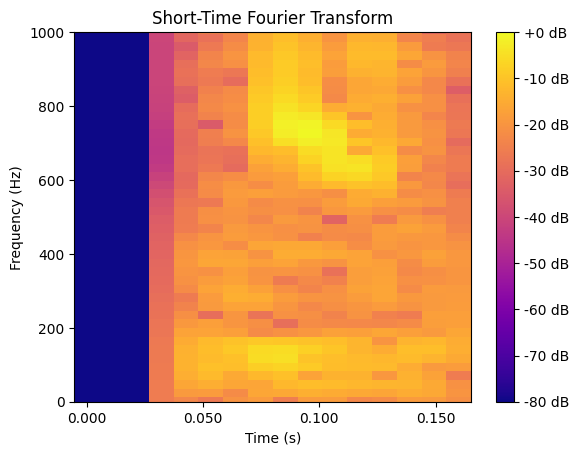 Short-Time Fourier Transform
Frequency (Hz)
1000
800
600
400
200
0
0.000
0.050
0.100
0.150
Time (s)
+0 dB
-10 dB
-20 dB
-30 dB
-40 dB
-50 dB
-60 dB
-70 dB
-80 dB